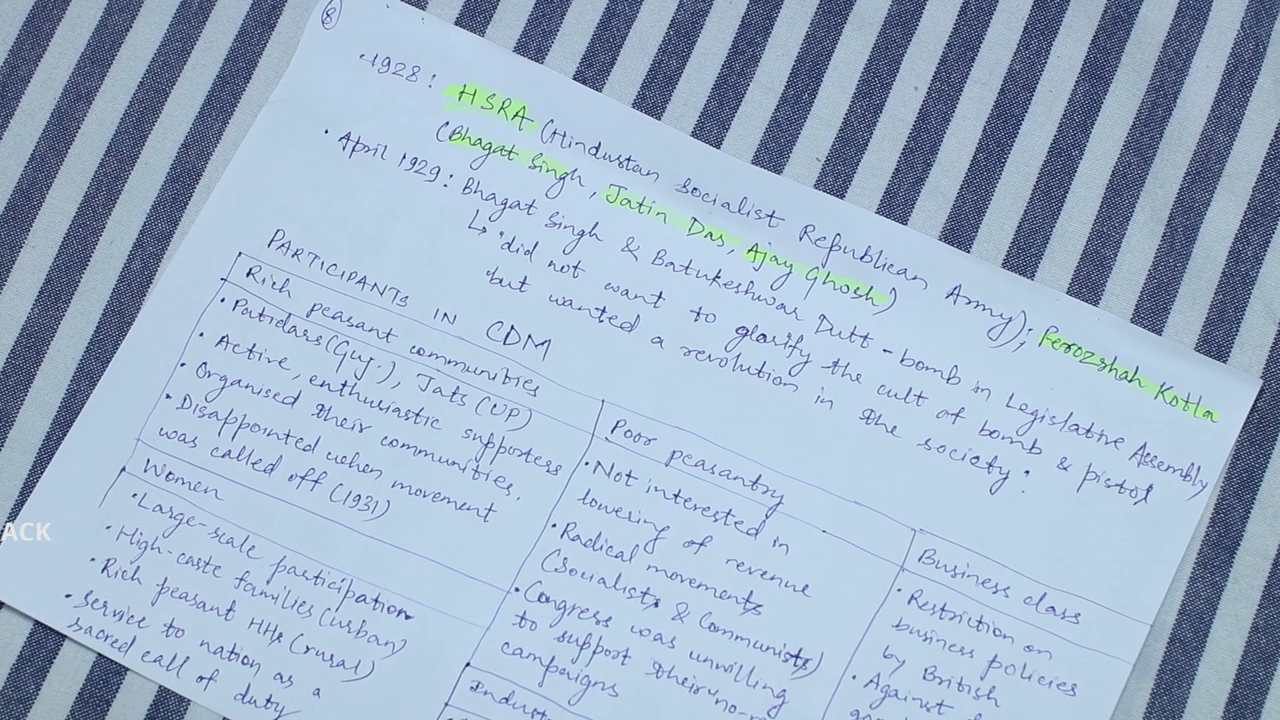 8
• 1928: HSRA (Hindustan Socialist Republican Army); Ferozshah Kotla
(Bhagat Singh, Jatin Das, Ajay Ghosh)
• April 1929: Bhagat Singh & Batukeshwar Dutt - bomb in Legislative Assembly
↳ "did not want to glorify the cult of bomb & pistol
but wanted a revolution in the society."
PARTICIPANTS IN CDM
Rich peasant communities
• Patidars (Guj.), Jats (UP)
• Active, enthusiastic supporters
• Organised their communities.
• Disappointed when movement
was called off (1931)
Women
• Large-scale participation
• High-caste families (urban)
• Rich peasant HHs (rural)
• Service to nation as a
sacred call of duty
Poor peasantry
• Not interested in
lowering of revenue
• Radical movements
(Socialists & Communists)
• Congress was unwilling
to support their no-
campaigns
Business class
• Restriction on
business policies
by British
• Against
ACK